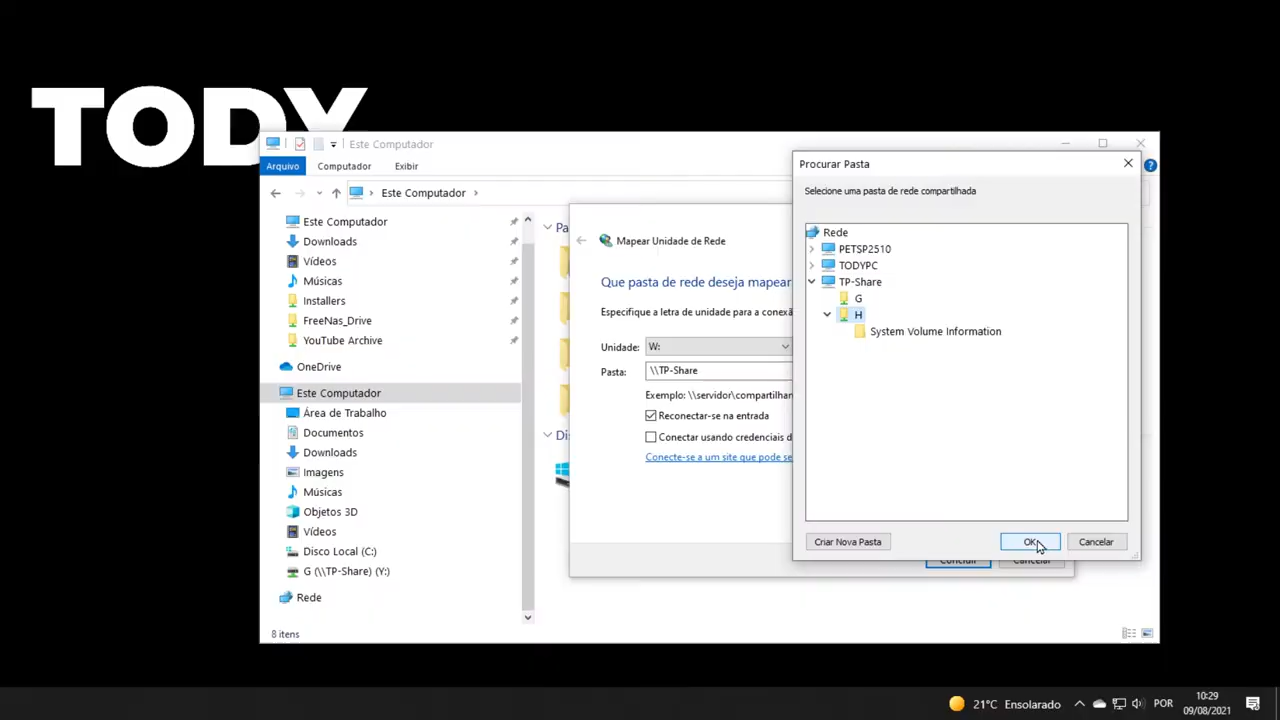 TODY
Este Computador
Arquivo
Computador
Exibir
Este Computador
Este Computador
Downloads
Vídeos
Músicas
Installers
FreeNas_Drive
YouTube Archive
OneDrive
Este Computador
Área de Trabalho
Documentos
Downloads
Imagens
Músicas
Objetos 3D
Vídeos
Disco Local (C:)
G (\\TP-Share) (Y:)
Rede
8 itens
Pa
Di
Mapear Unidade de Rede
Que pasta de rede deseja mapear
Especifique a letra de unidade para a conexã
Unidade: W:
Pasta: \\TP-Share
Exemplo: \\servidor\compartilhan
Reconectar-se na entrada
Conectar usando credenciais d
Conecte-se a um site que pode se
Concluir
Cancelar
Procurar Pasta
Selecione uma pasta de rede compartilhada
Rede
PETSP2510
TODYPC
TP-Share
G
H
System Volume Information
Criar Nova Pasta
OK
Cancelar
21°C Ensolarado
POR
10:29
09/08/2021